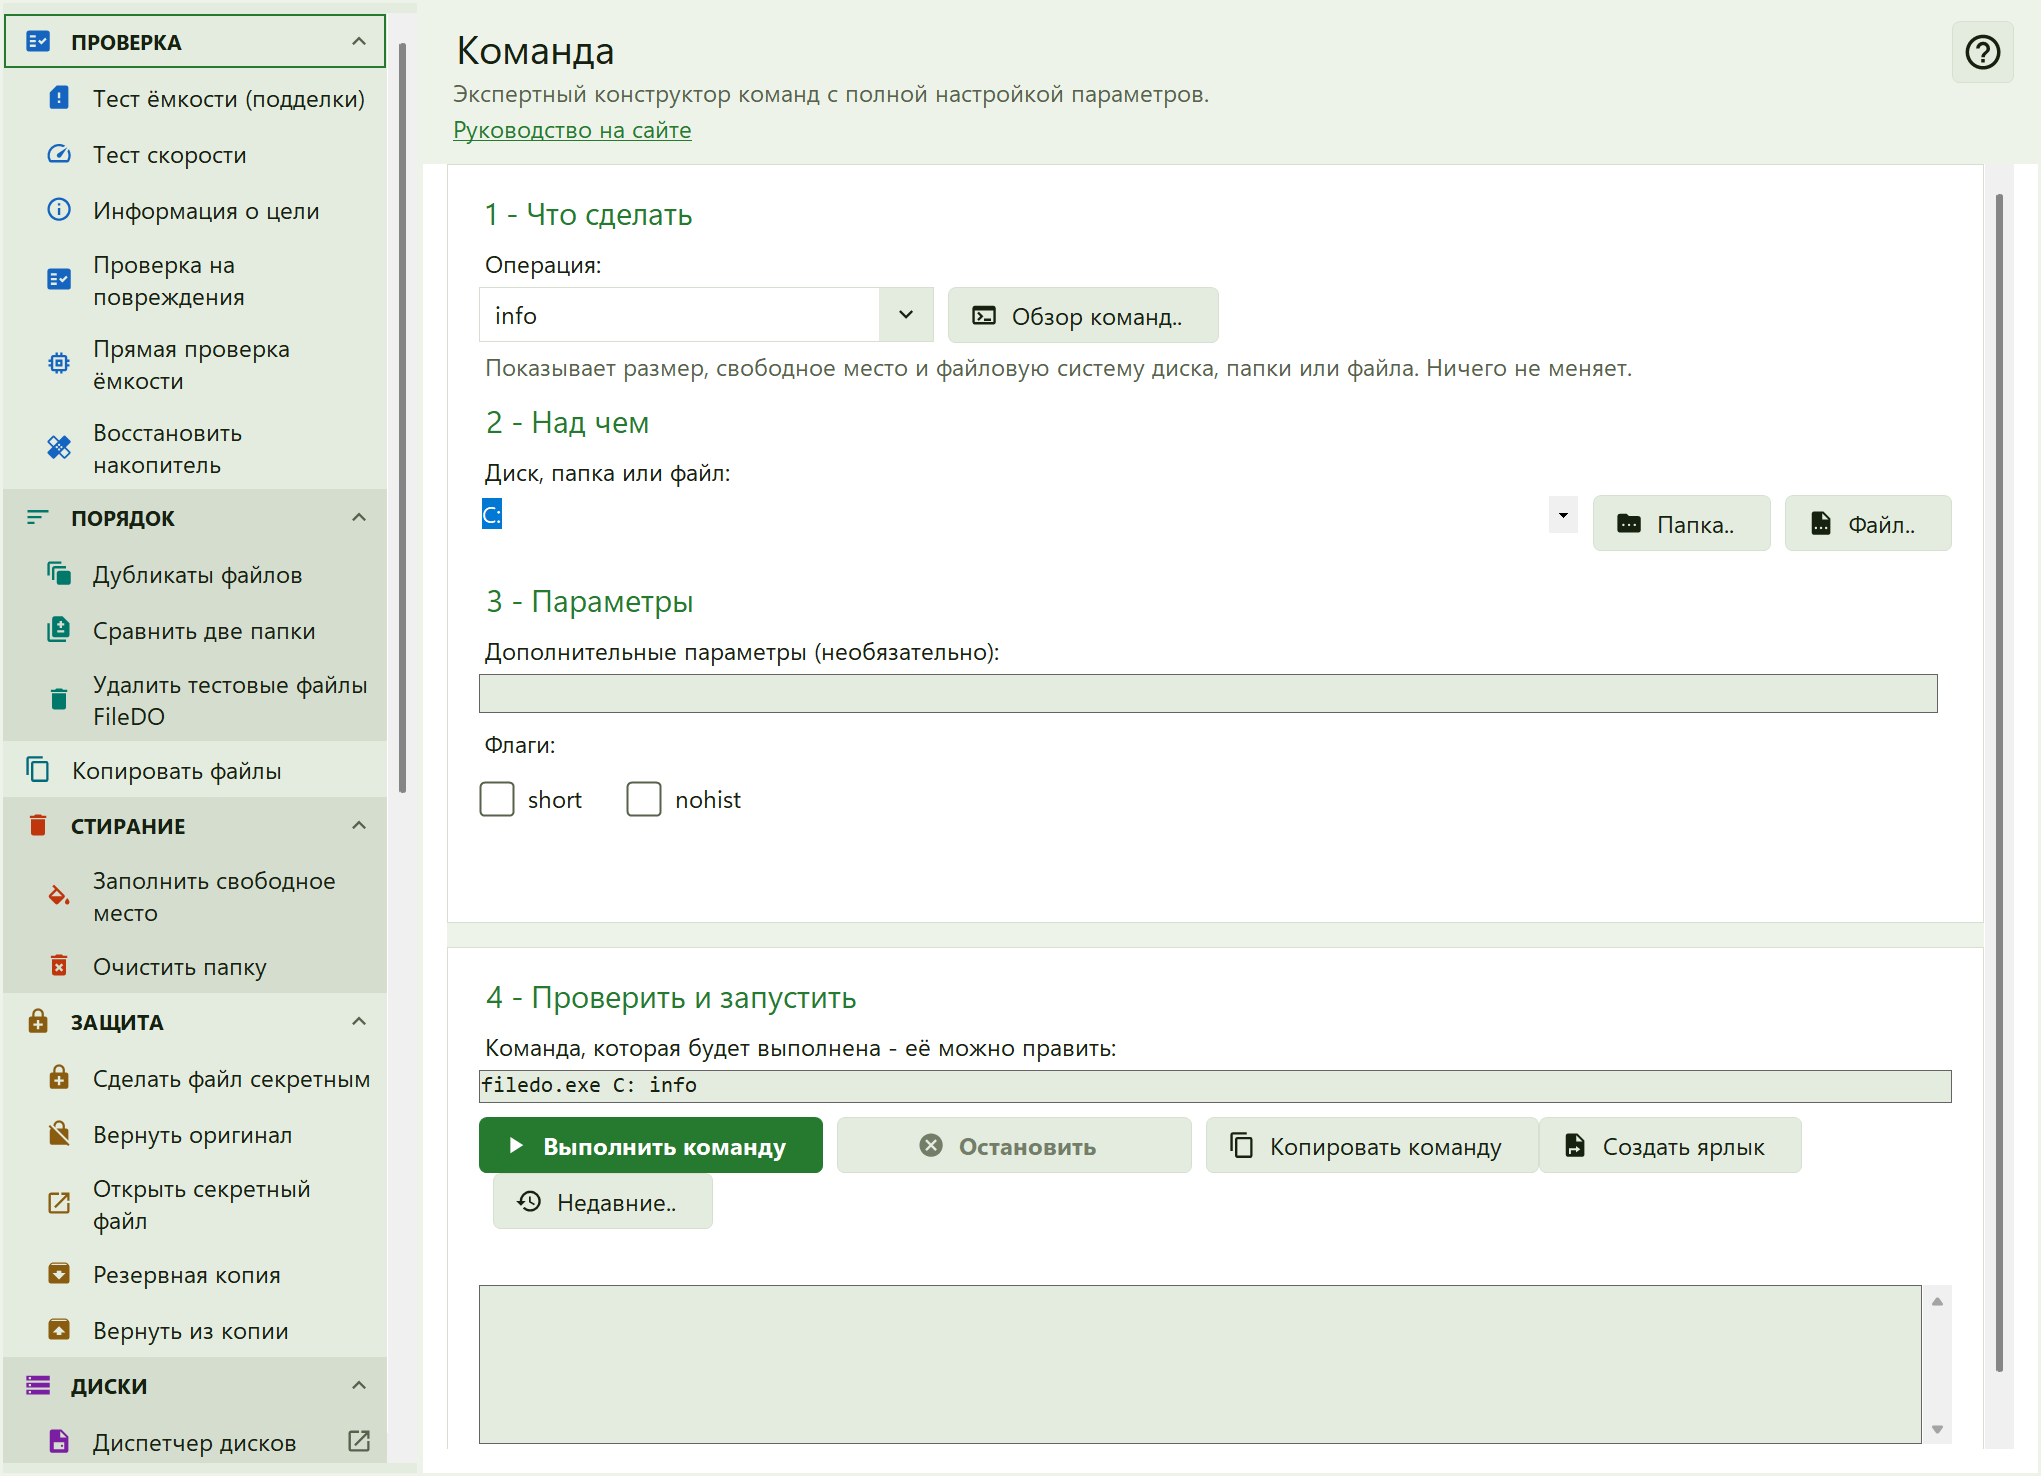 ПРОВЕРКА
Тест ёмкости (подделки)
Тест скорости
Информация о цели
Проверка на
повреждения
Прямая проверка
ёмкости
Восстановить
накопитель
ПОРЯДОК
Дубликаты файлов
Сравнить две папки
Удалить тестовые файлы
FileDO
Копировать файлы
СТИРАНИЕ
Заполнить свободное
место
Очистить папку
ЗАЩИТА
Сделать файл секретным
Вернуть оригинал
Открыть секретный
файл
Резервная копия
Вернуть из копии
ДИСКИ
Диспетчер дисков
Команда
Экспертный конструктор команд с полной настройкой параметров.
Руководство на сайте
1 - Что сделать
Операция:
info
Обзор команд..
Показывает размер, свободное место и файловую систему диска, папки или файла. Ничего не меняет.
2 - Над чем
Диск, папка или файл:
C:
Папка..
Файл..
3 - Параметры
Дополнительные параметры (необязательно):
Флаги:
short
nohist
4 - Проверить и запустить
Команда, которая будет выполнена - её можно править:
filedo.exe C: info
Выполнить команду
Остановить
Копировать команду
Создать ярлык
Недавние..